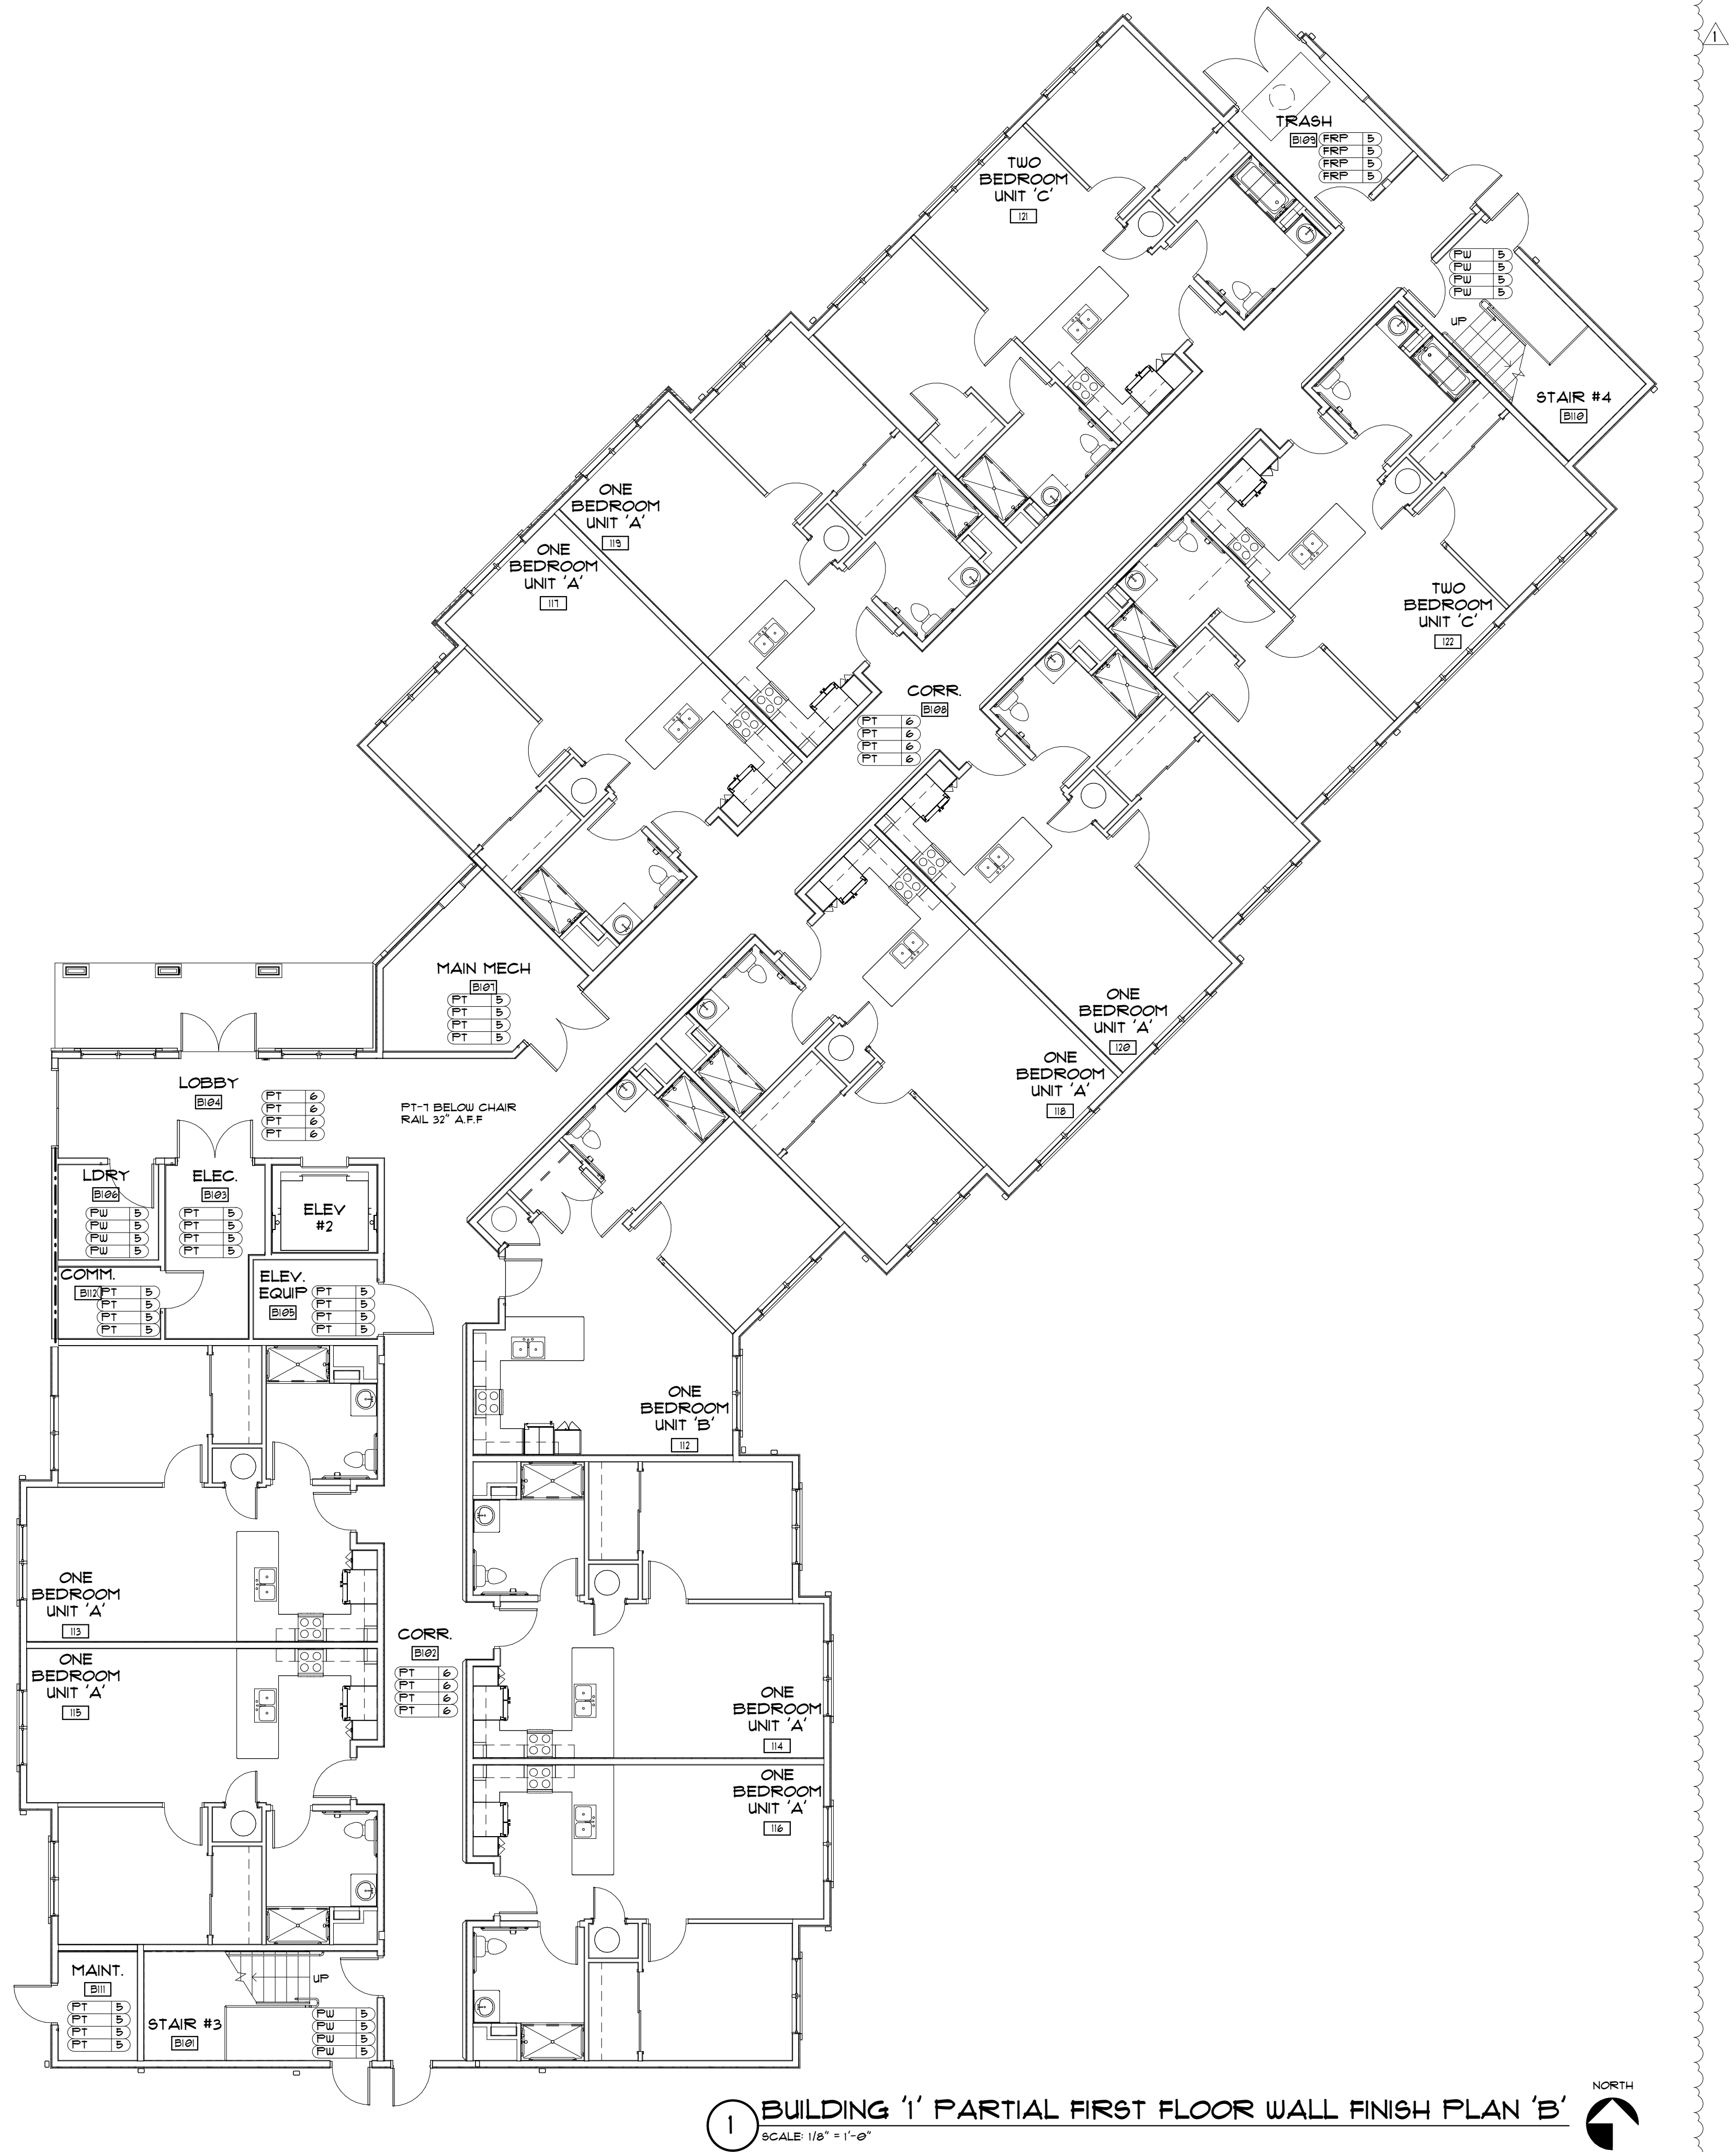 1
TRASH
B109
FRP 5
FRP 5
FRP 5
FRP 5
TWO
BEDROOM
UNIT 'C'
121
PW 5
PW 5
PW 5
PW 5
UP
STAIR #4
B110
ONE
BEDROOM
UNIT 'A'
119
ONE
BEDROOM
UNIT 'A'
117
TWO
BEDROOM
UNIT 'C'
122
CORR.
B108
PT 6
PT 6
PT 6
PT 6
MAIN MECH
B107
PT 5
PT 5
PT 5
PT 5
ONE
BEDROOM
UNIT 'A'
120
ONE
BEDROOM
UNIT 'A'
118
LOBBY
B104
PT 6
PT 6
PT 6
PT 6
PT-7 BELOW CHAIR
RAIL 32" A.F.F
LDRY
B106
PW 5
PW 5
PW 5
PW 5
ELEC.
B103
PT 5
PT 5
PT 5
PT 5
ELEV
#2
COMM.
B112
PT 5
PT 5
PT 5
PT 5
ELEV.
EQUIP
B105
PT 5
PT 5
PT 5
PT 5
ONE
BEDROOM
UNIT 'B'
112
ONE
BEDROOM
UNIT 'A'
113
CORR.
B102
PT 6
PT 6
PT 6
PT 6
ONE
BEDROOM
UNIT 'A'
115
ONE
BEDROOM
UNIT 'A'
114
ONE
BEDROOM
UNIT 'A'
116
MAINT.
B111
PT 5
PT 5
PT 5
PT 5
UP
STAIR #3
B101
PW 5
PW 5
PW 5
PW 5
1
BUILDING '1' PARTIAL FIRST FLOOR WALL FINISH PLAN 'B'
SCALE: 1/8" = 1'-0"
NORTH